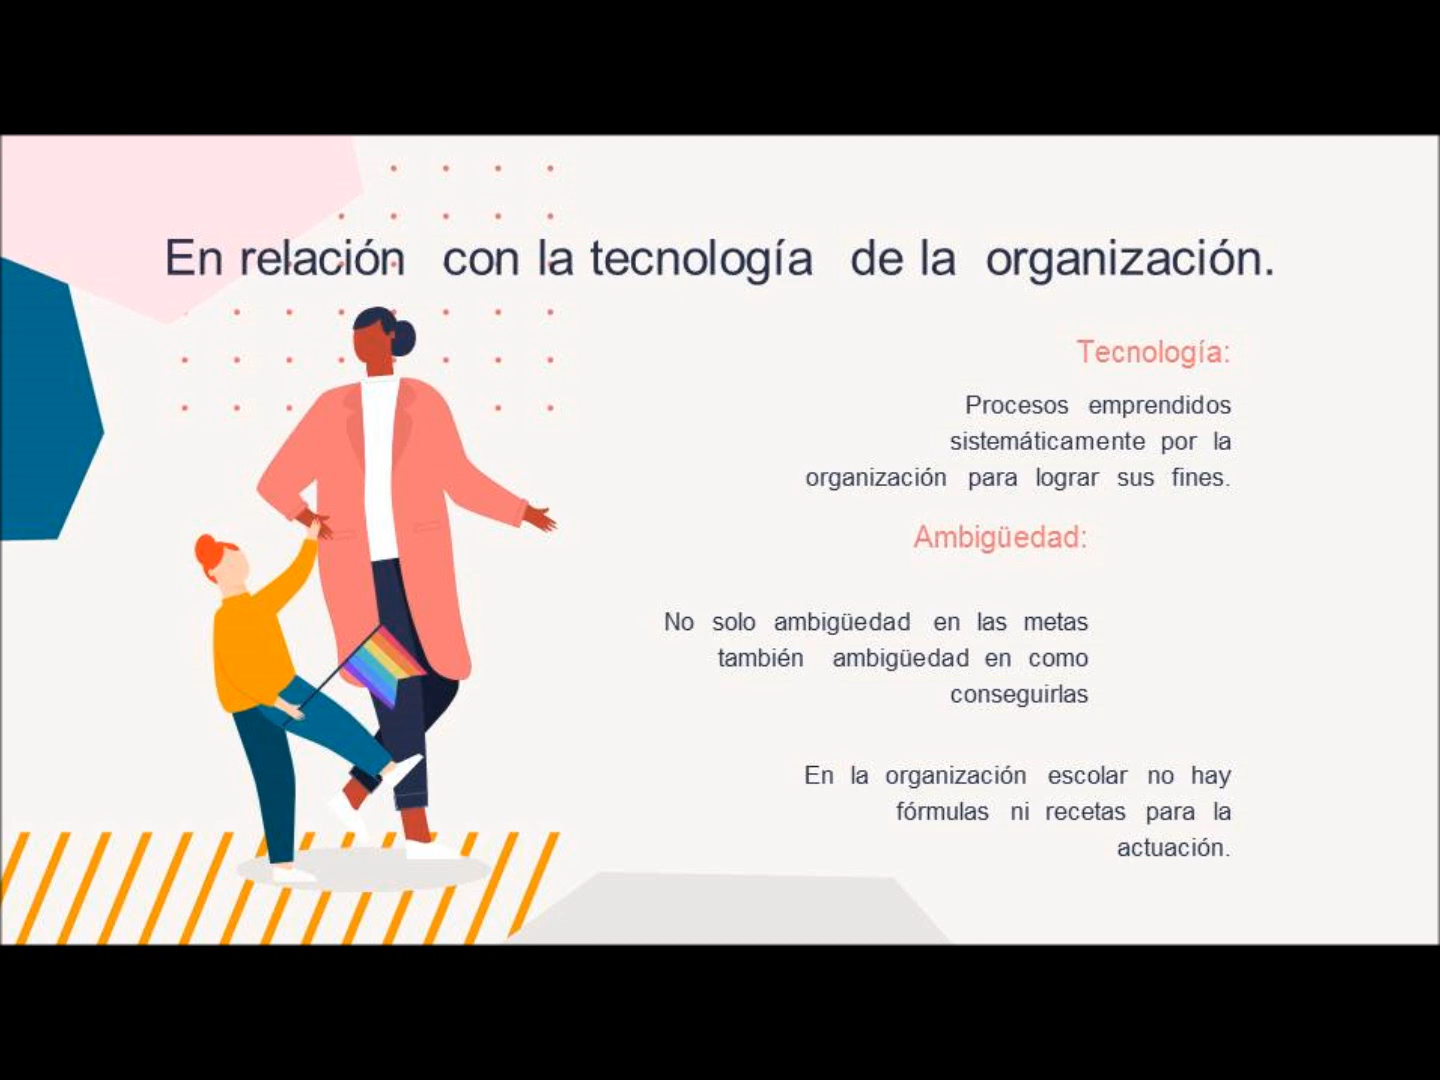 En relación con la tecnología de la organización.
Tecnología:
Procesos emprendidos
sistemáticamente por la
organización para lograr sus fines.
Ambigüedad:
No solo ambigüedad en las metas
también ambigüedad en como
conseguirlas
En la organización escolar no hay
fórmulas ni recetas para la
actuación.